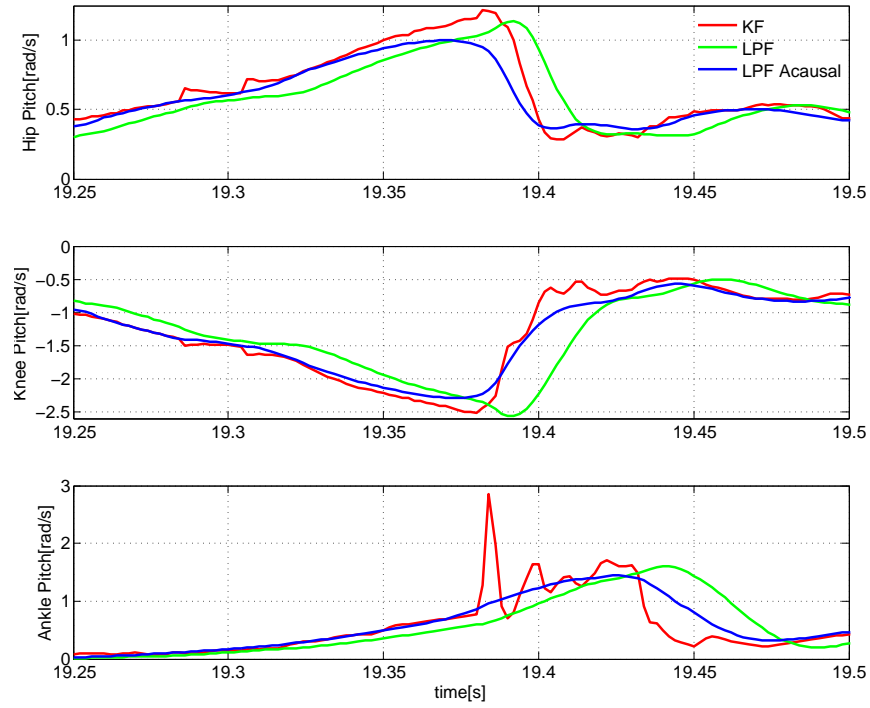 Hip Pitch[rad/s]
1
0.5
0
19.25 19.3 19.35 19.4 19.45 19.5
KF
LPF
LPF Acausal
Knee Pitch[rad/s]
0
−0.5
−1
−1.5
−2
−2.5
19.25 19.3 19.35 19.4 19.45 19.5
Ankle Pitch[rad/s]
3
2
1
0
19.25 19.3 19.35 19.4 19.45 19.5
time[s]